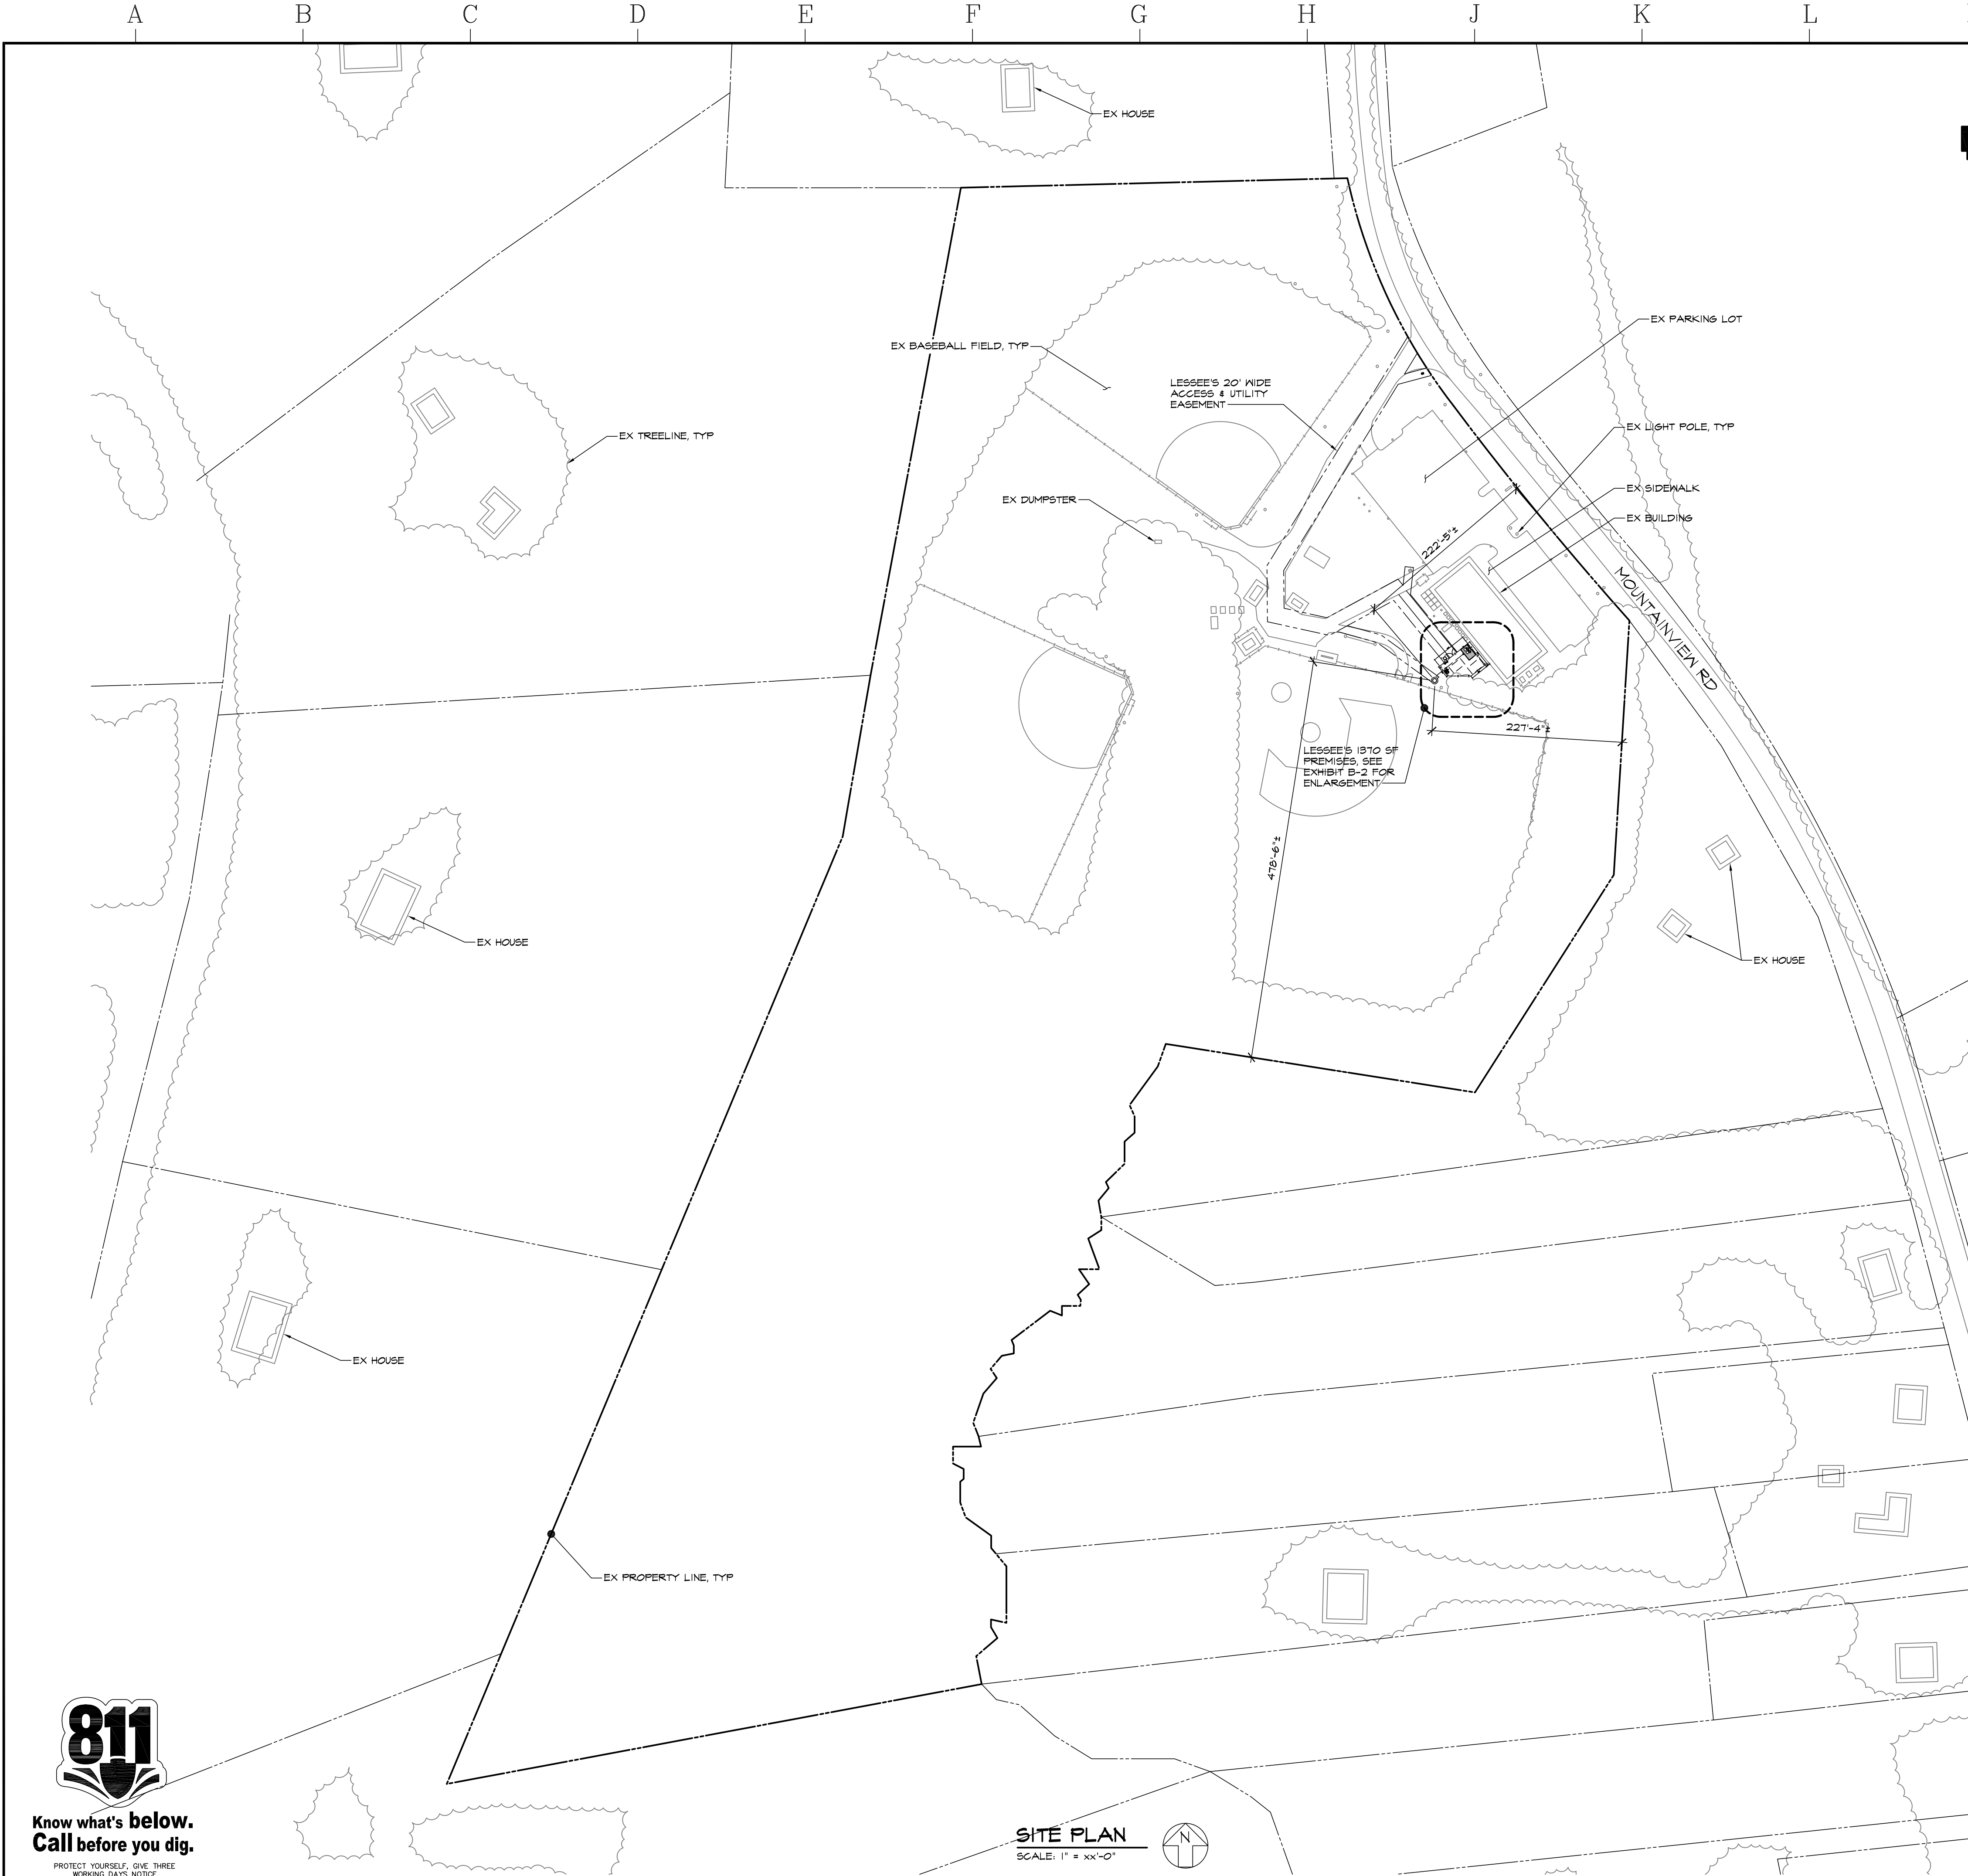 A B C D E F G H J K L
EX HOUSE
EX PARKING LOT
EX BASEBALL FIELD, TYP
LESSEE'S 20' WIDE
ACCESS & UTILITY
EASEMENT
EX TREELINE, TYP
EX LIGHT POLE, TYP
EX DUMPSTER
EX SIDEWALK
EX BUILDING
222'-5"±
MOUNTAINVIEW RD
227'-4"±
LESSEE'S 1370 SF
PREMISES, SEE
EXHIBIT B-2 FOR
ENLARGEMENT
478'-6"±
EX HOUSE
EX HOUSE
EX HOUSE
EX PROPERTY LINE, TYP
811
Know what's below.
Call before you dig.
PROTECT YOURSELF, GIVE THREE
WORKING DAYS NOTICE
SITE PLAN
SCALE: 1" = xx'-0"
N